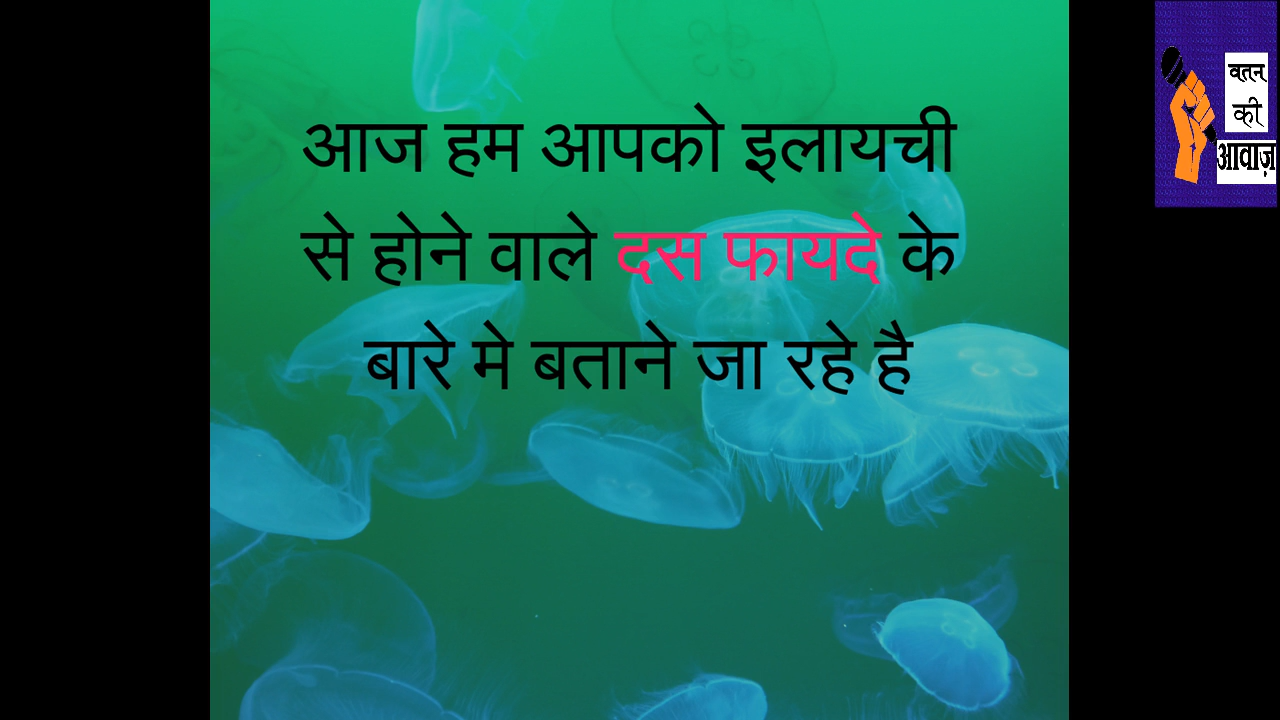 आज हम आपको इलायची
से होने वाले दस फायदे के
बारे मे बताने जा रहे है
वतन
की
आवाज़